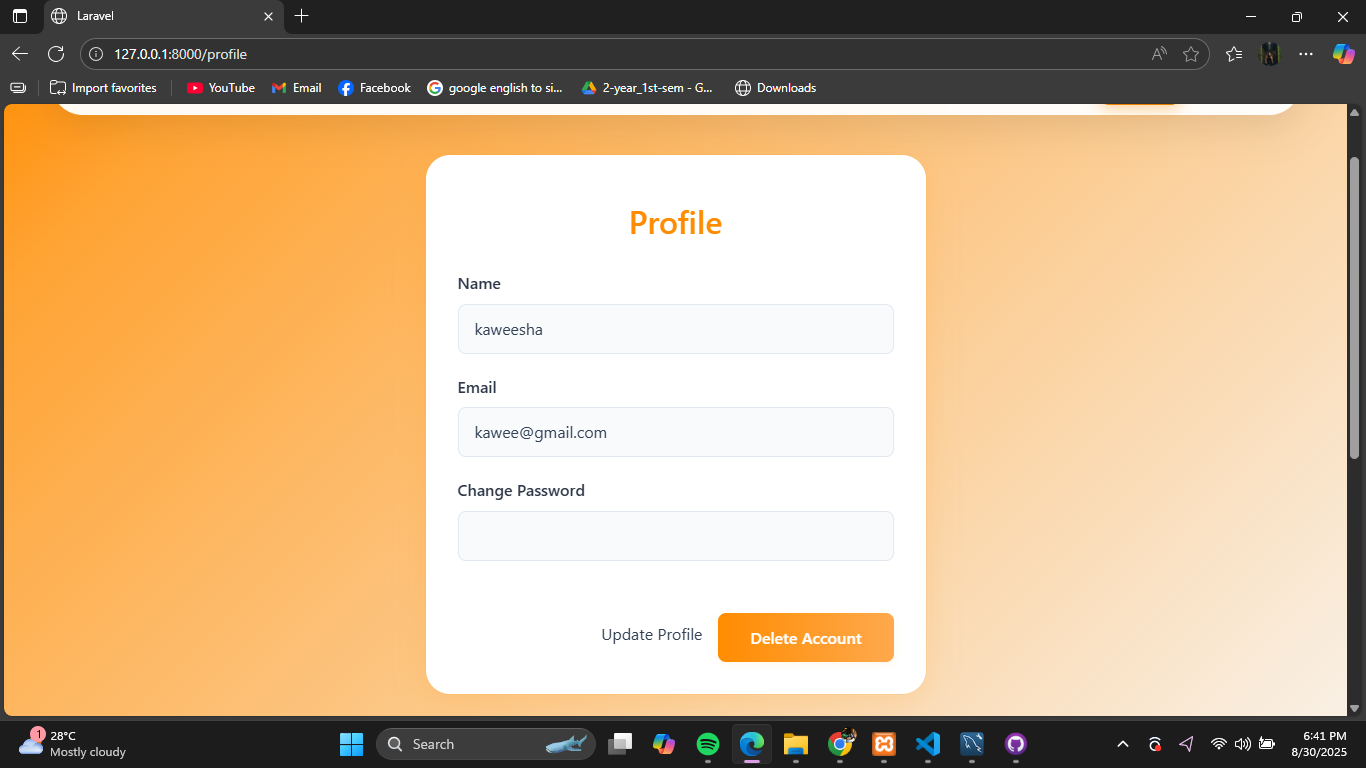 Laravel
127.0.0.1:8000/profile
Import favorites
YouTube
Email
Facebook
google english to si...
2-year_1st-sem - G...
Downloads
Profile
Name
kaweesha
Email
kawee@gmail.com
Change Password
Update Profile
Delete Account
1
28°C
Mostly cloudy
Search
6:41 PM
8/30/2025